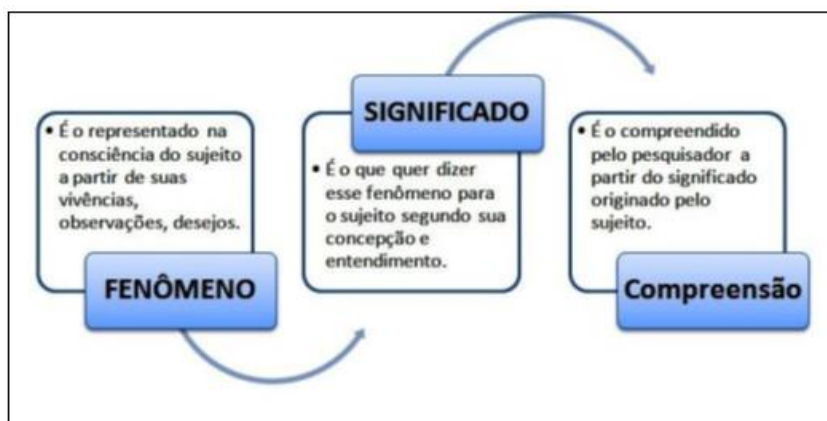 • É o representado na
consciência do sujeito
a partir de suas
vivências,
observações, desejos.
FENÔMENO
SIGNIFICADO
• É o que quer dizer
esse fenômeno para
o sujeito segundo sua
concepção e
entendimento.
• É o compreendido
pelo pesquisador a
partir do significado
originado pelo
sujeito.
Compreensão